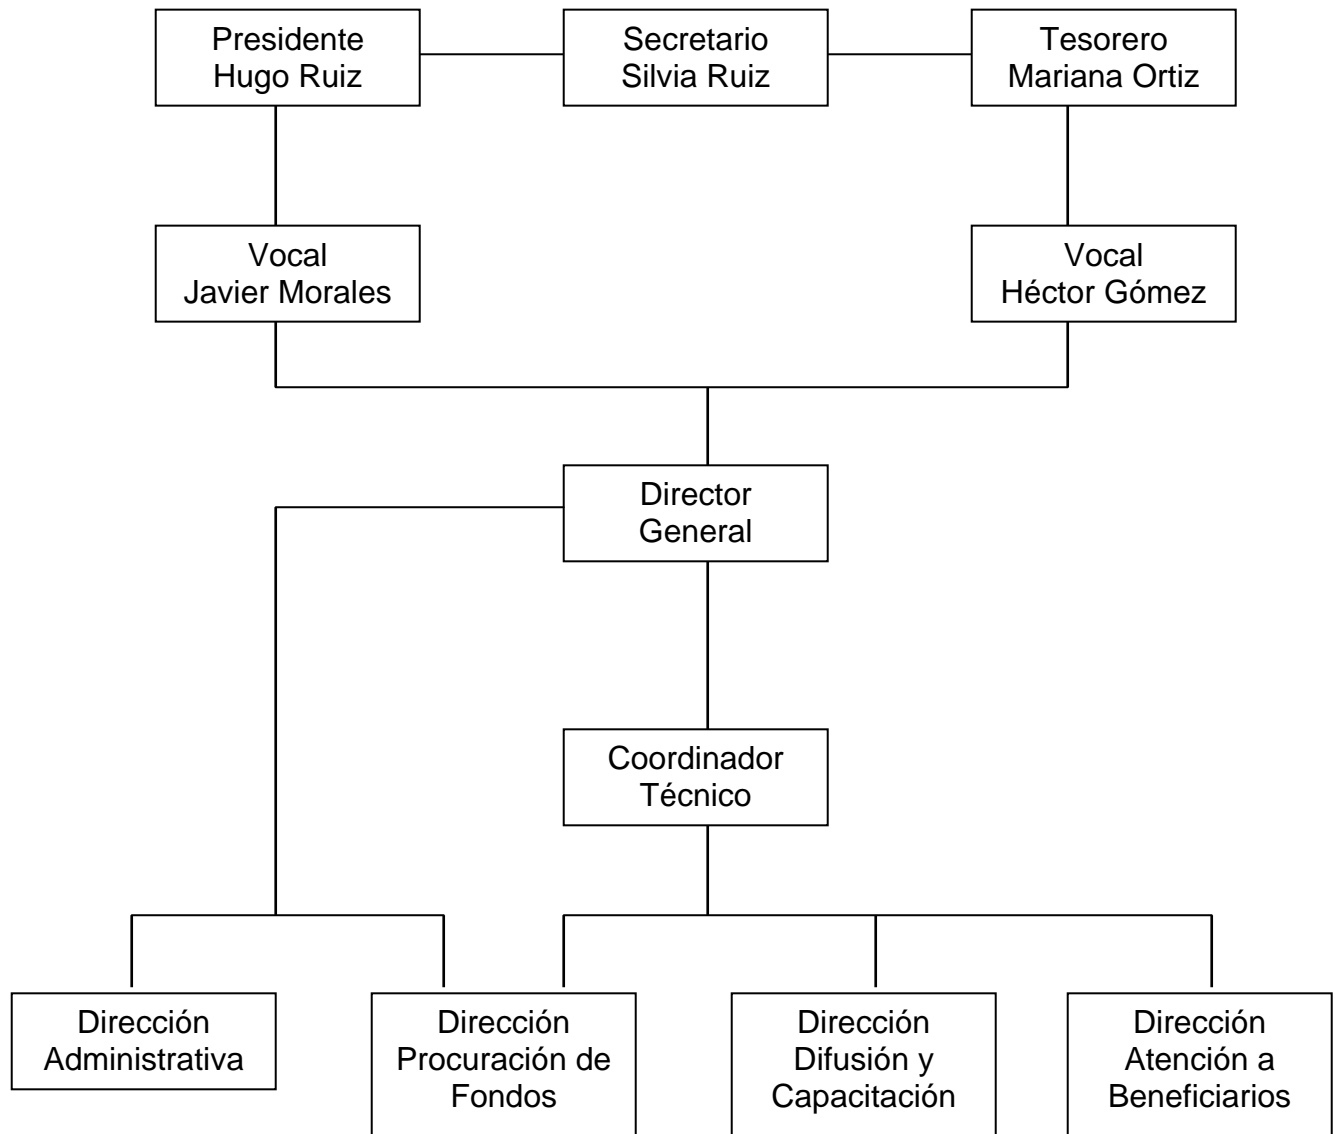 Presidente
Hugo Ruiz
Secretario
Silvia Ruiz
Tesorero
Mariana Ortiz
Vocal
Javier Morales
Vocal
Héctor Gómez
Director
General
Coordinador
Técnico
Dirección
Administrativa
Dirección
Procuración de
Fondos
Dirección
Difusión y
Capacitación
Dirección
Atención a
Beneficiarios